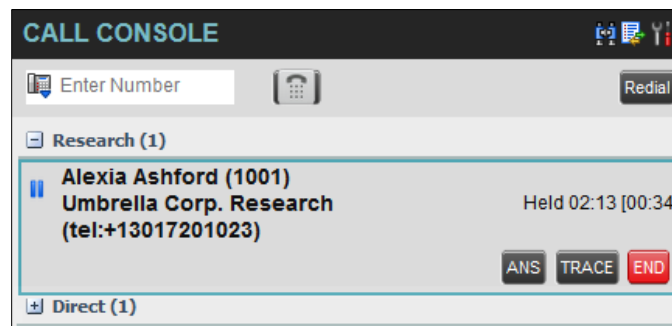 CALL CONSOLE
Enter Number
Redial
Research (1)
Alexia Ashford (1001)
Umbrella Corp. Research
(tel:+13017201023)
Held 02:13 [00:34
ANS TRACE END
Direct (1)